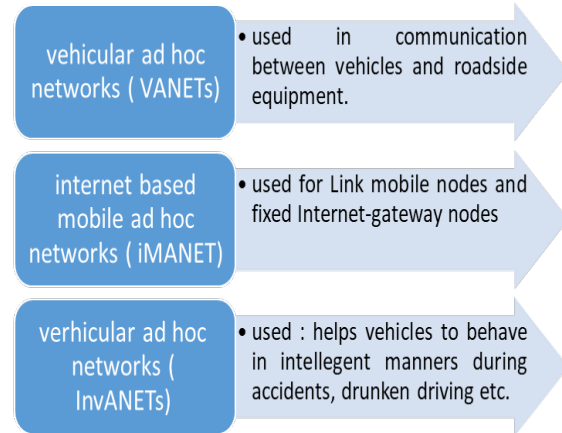 vehicular ad hoc
networks ( VANETs)
• used in communication
between vehicles and roadside
equipment.
internet based
mobile ad hoc
networks ( iMANET)
• used for Link mobile nodes and
fixed Internet-gateway nodes
verhicular ad hoc
networks (
InvANETs)
• used : helps vehicles to behave
in intellegent manners during
accidents, drunken driving etc.